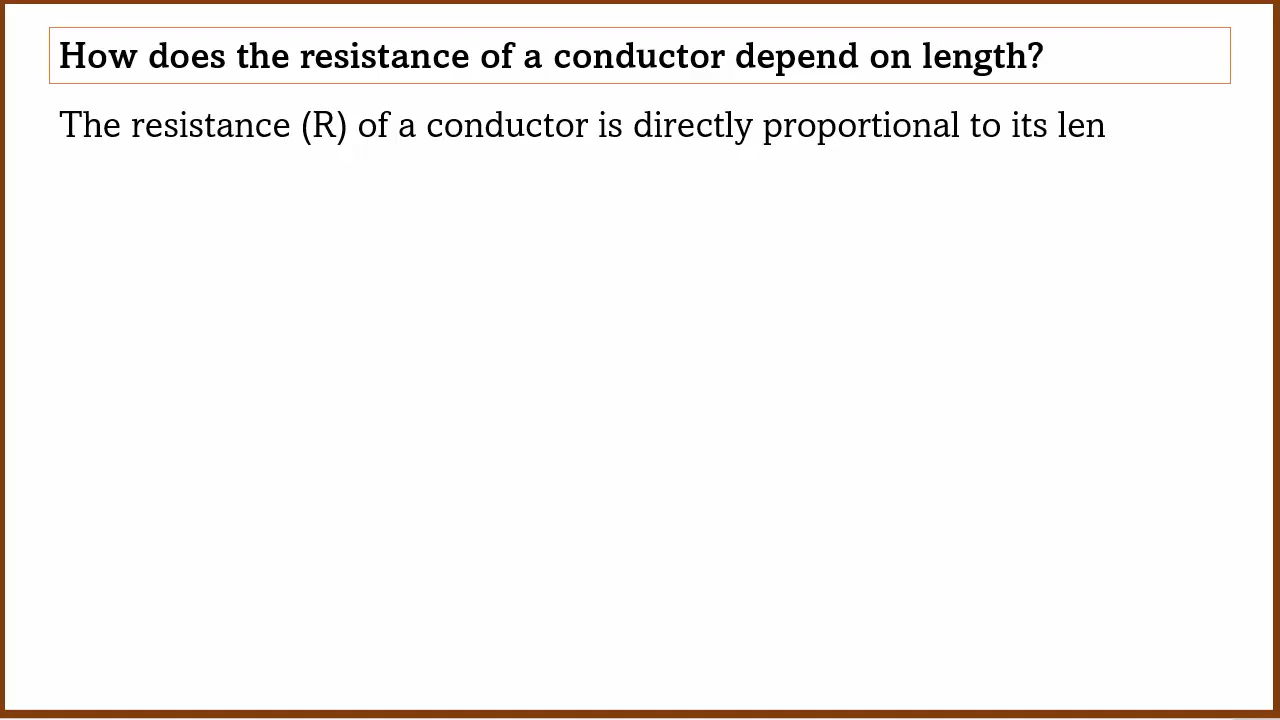 How does the resistance of a conductor depend on length?
The resistance (R) of a conductor is directly proportional to its len